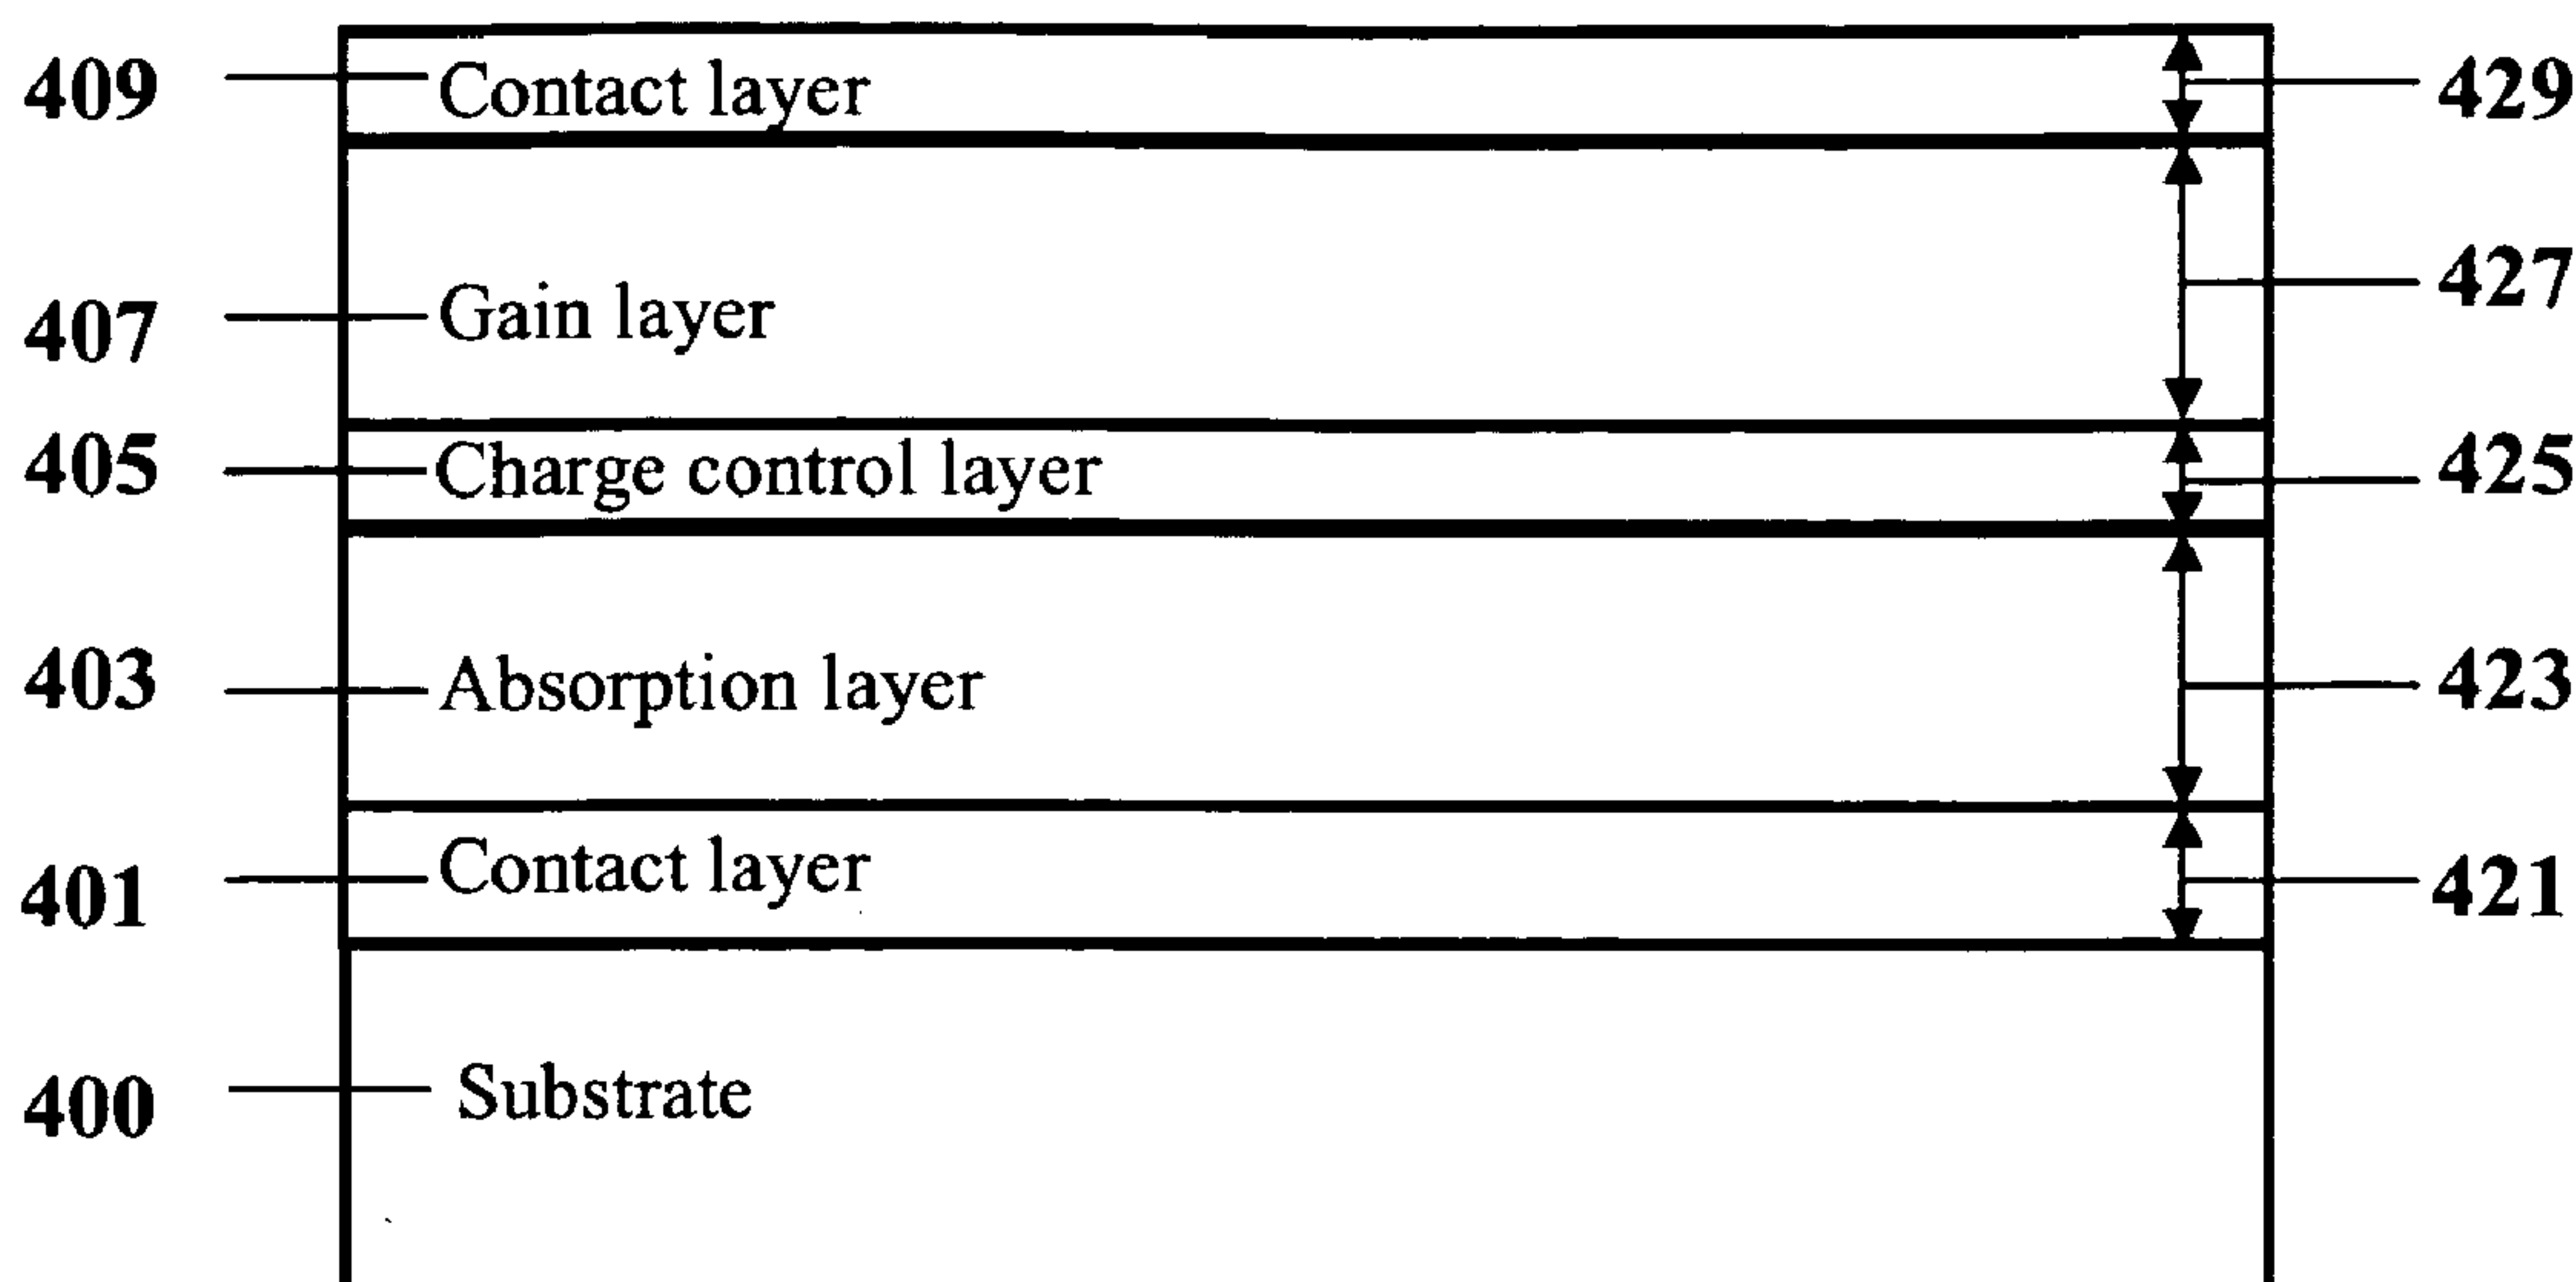 409 Contact layer 429
407 Gain layer 427
405 Charge control layer 425
403 Absorption layer 423
401 Contact layer 421
400 Substrate